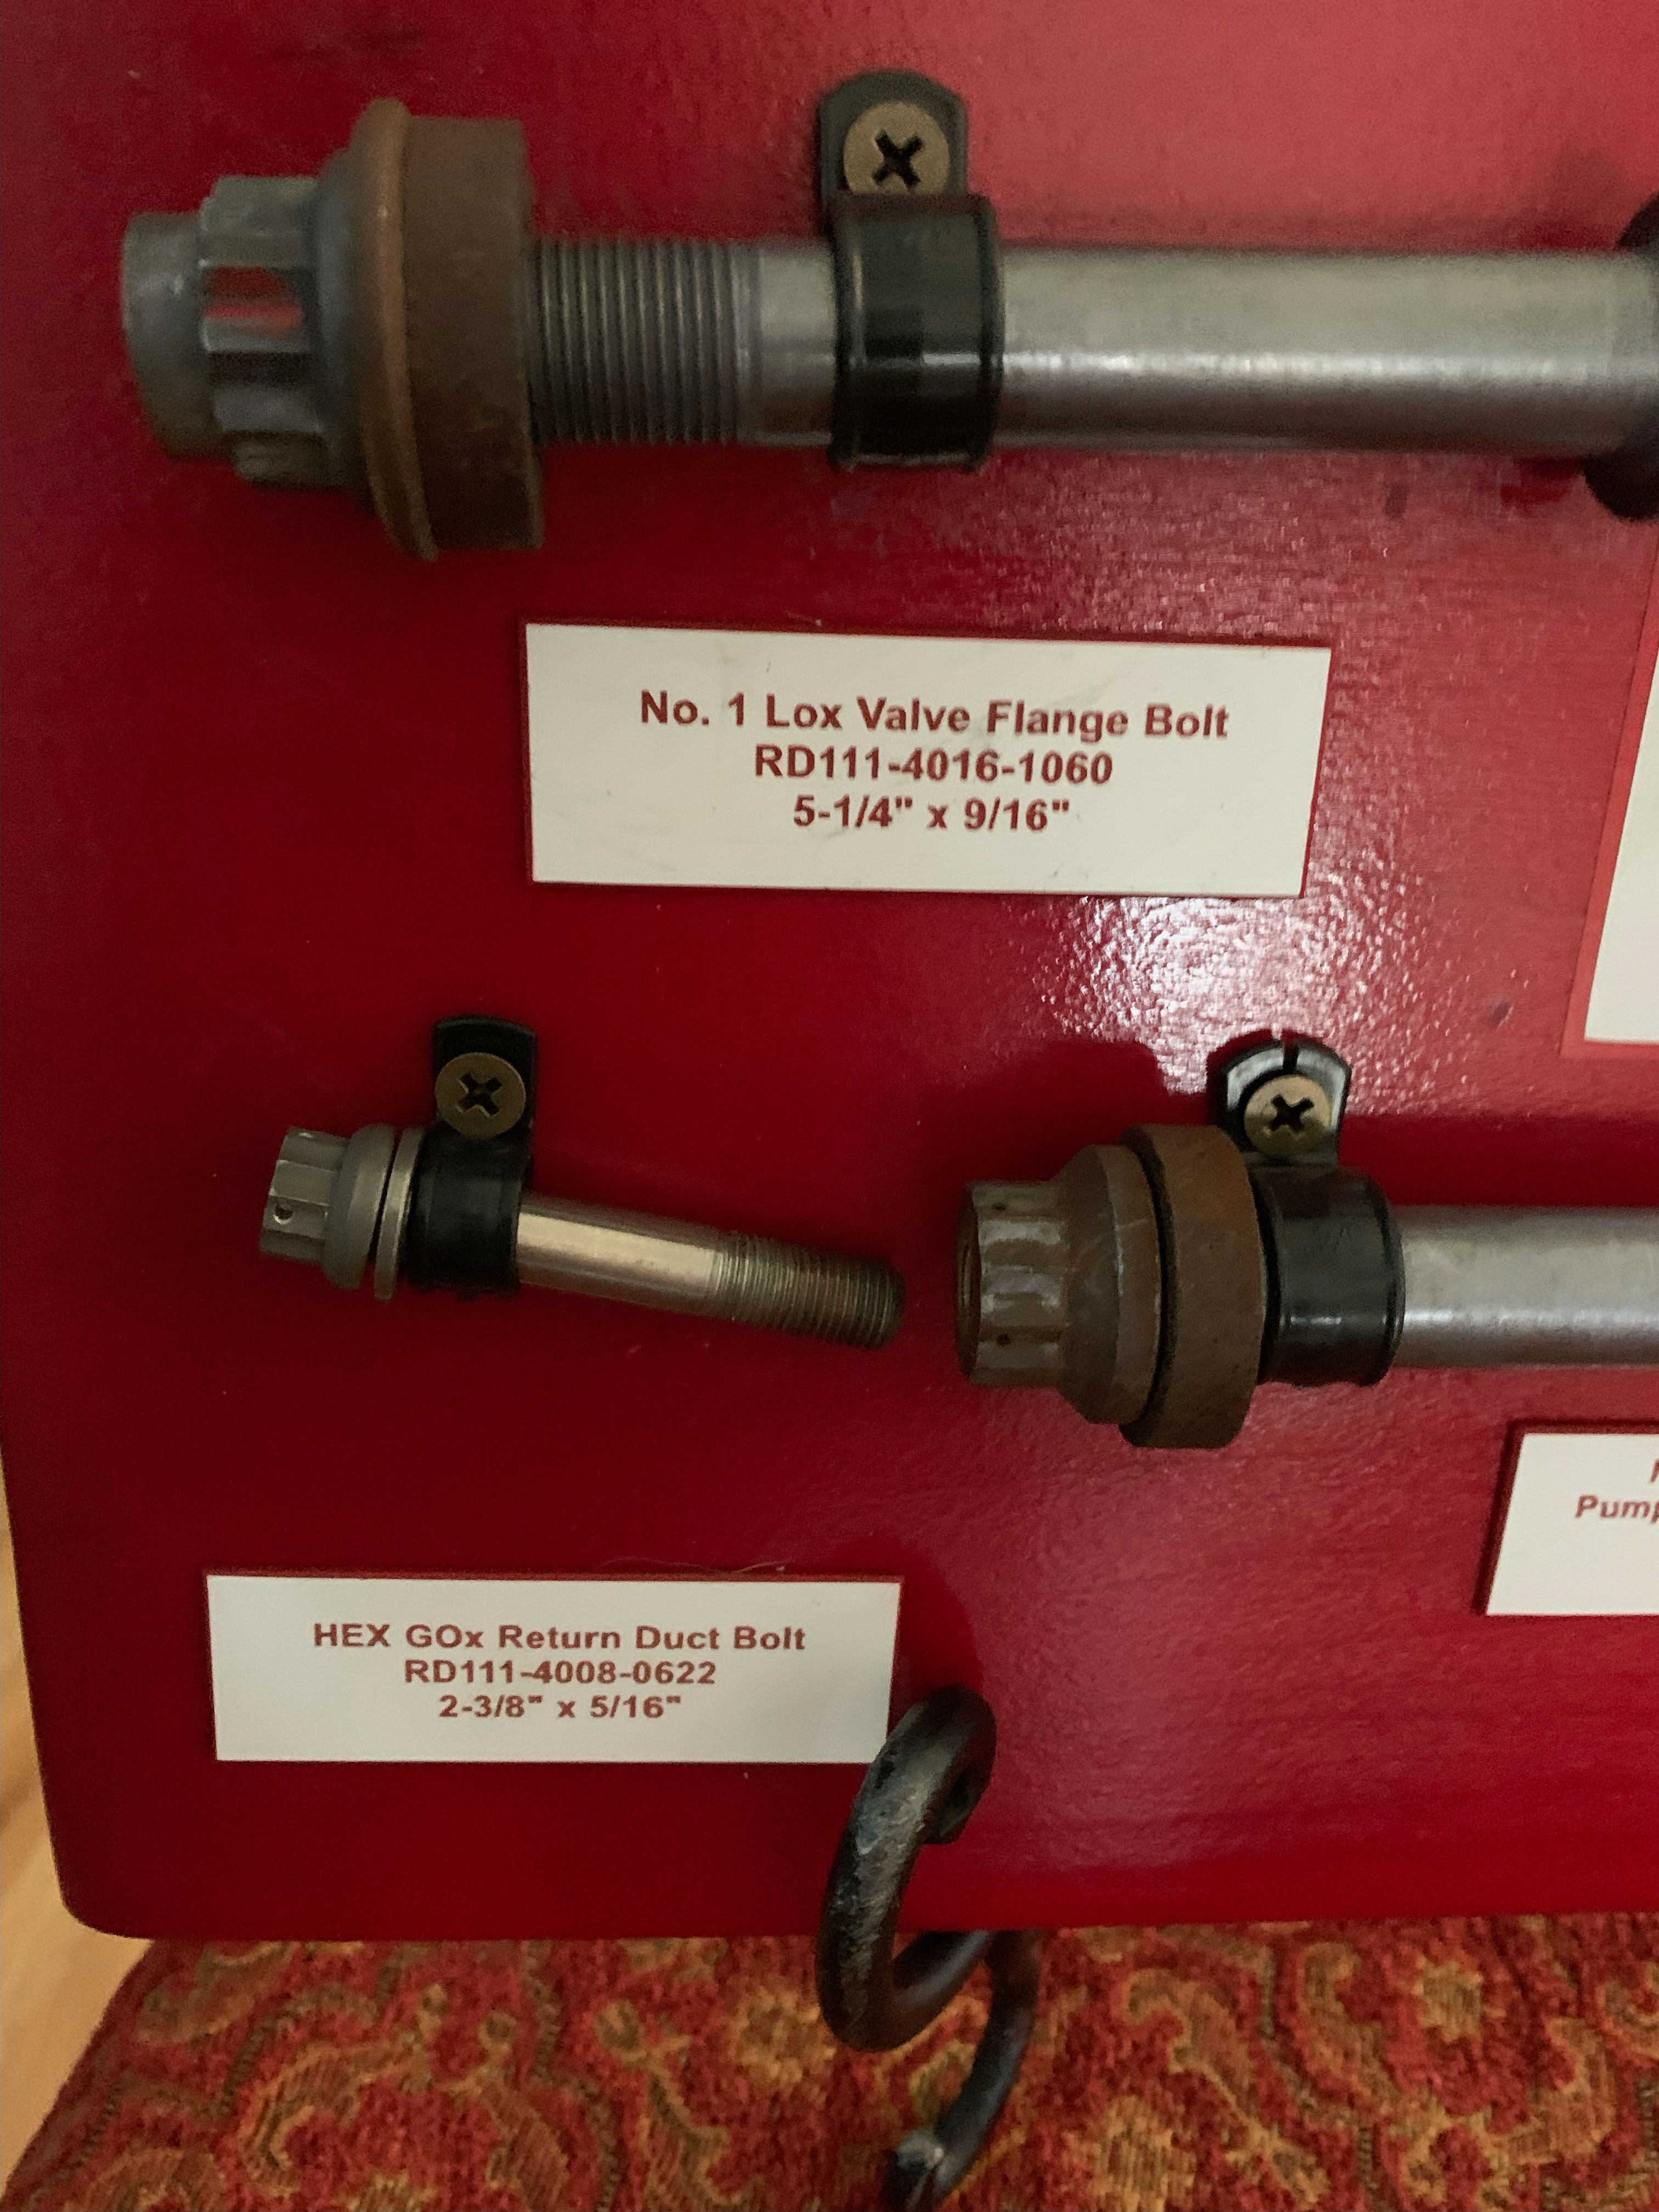 No. 1 Lox Valve Flange Bolt
RD111-4016-1060
5-1/4" x 9/16"
HEX GOx Return Duct Bolt
RD111-4008-0622
2-3/8" x 5/16"